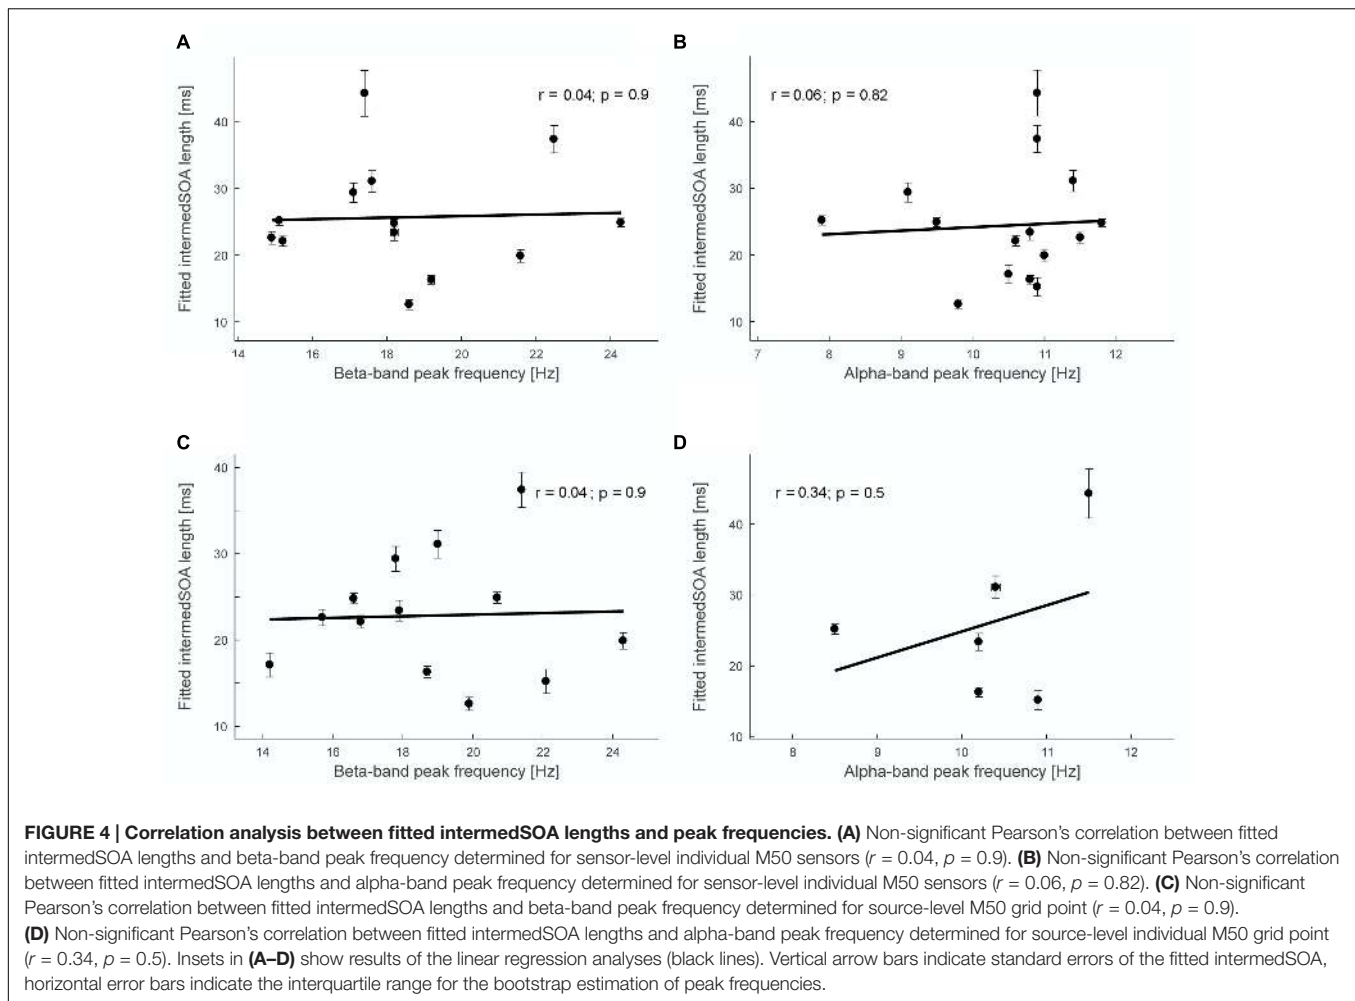 A
Fitted intermedSOA length [ms]
40
30
20
10
r = 0.04; p = 0.9
14 16 18 20 22 24
Beta-band peak frequency [Hz]
B
Fitted intermedSOA length [ms]
40
30
20
10
r = 0.06; p = 0.82
7 8 9 10 11 12
Alpha-band peak frequency [Hz]
C
Fitted intermedSOA length [ms]
40
30
20
10
r = 0.04; p = 0.9
14 16 18 20 22 24
Beta-band peak frequency [Hz]
D
Fitted intermedSOA length [ms]
40
30
20
10
r = 0.34; p = 0.5
8 9 10 11 12
Alpha-band peak frequency [Hz]
FIGURE 4 | Correlation analysis between fitted intermedSOA lengths and peak frequencies. (A) Non-significant Pearson's correlation between fitted
intermedSOA lengths and beta-band peak frequency determined for sensor-level individual M50 sensors (r = 0.04, p = 0.9). (B) Non-significant Pearson's correlation
between fitted intermedSOA lengths and alpha-band peak frequency determined for sensor-level individual M50 sensors (r = 0.06, p = 0.82). (C) Non-significant
Pearson's correlation between fitted intermedSOA lengths and beta-band peak frequency determined for source-level M50 grid point (r = 0.04, p = 0.9).
(D) Non-significant Pearson's correlation between fitted intermedSOA lengths and alpha-band peak frequency determined for source-level individual M50 grid point
(r = 0.34, p = 0.5). Insets in (A–D) show results of the linear regression analyses (black lines). Vertical arrow bars indicate standard errors of the fitted intermedSOA,
horizontal error bars indicate the interquartile range for the bootstrap estimation of peak frequencies.